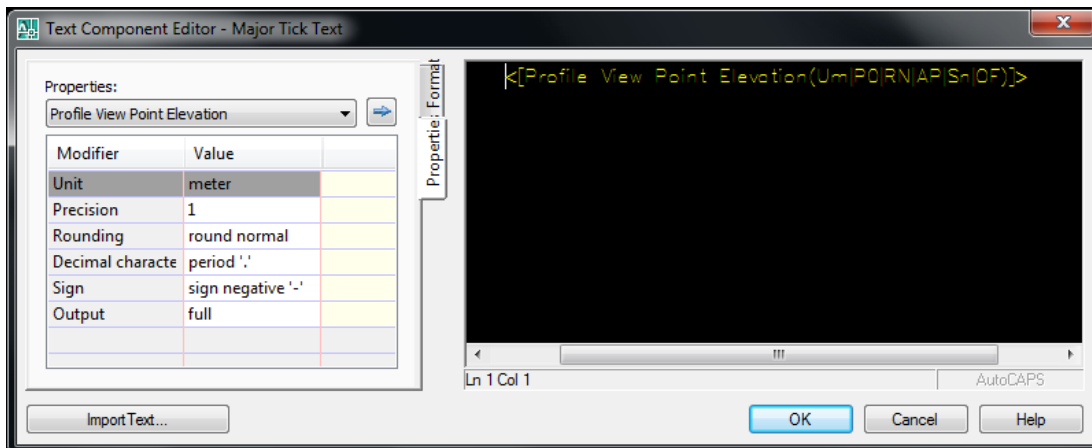 Text Component Editor - Major Tick Text
Properties:
Profile View Point Elevation
Modifier Value
Unit meter
Precision 1
Rounding round normal
Decimal characte period '.'
Sign sign negative '-'
Output full
Format
Properties
<[Profile View Point Elevation(Um|P0|RN|AP|Sn|OF)]>
Ln 1 Col 1
AutoCAPS
ImportText...
OK Cancel Help